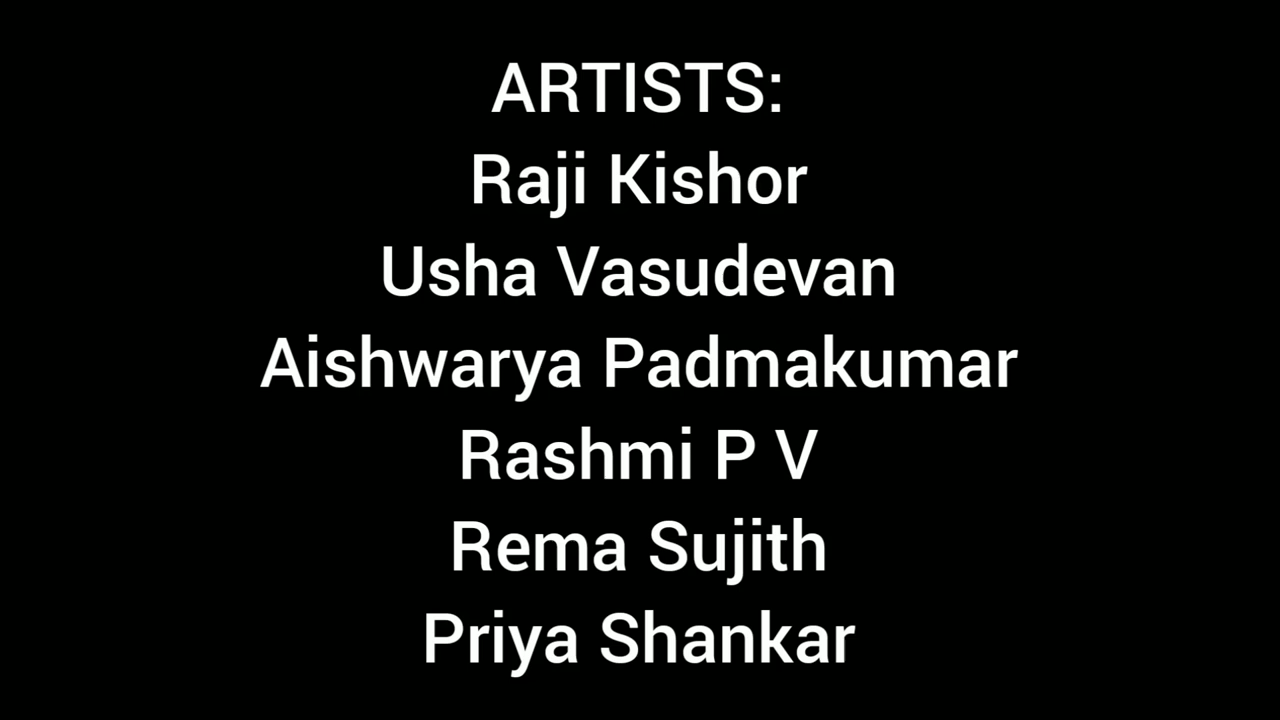 ARTISTS:
Raji Kishor
Usha Vasudevan
Aishwarya Padmakumar
Rashmi P V
Rema Sujith
Priya Shankar